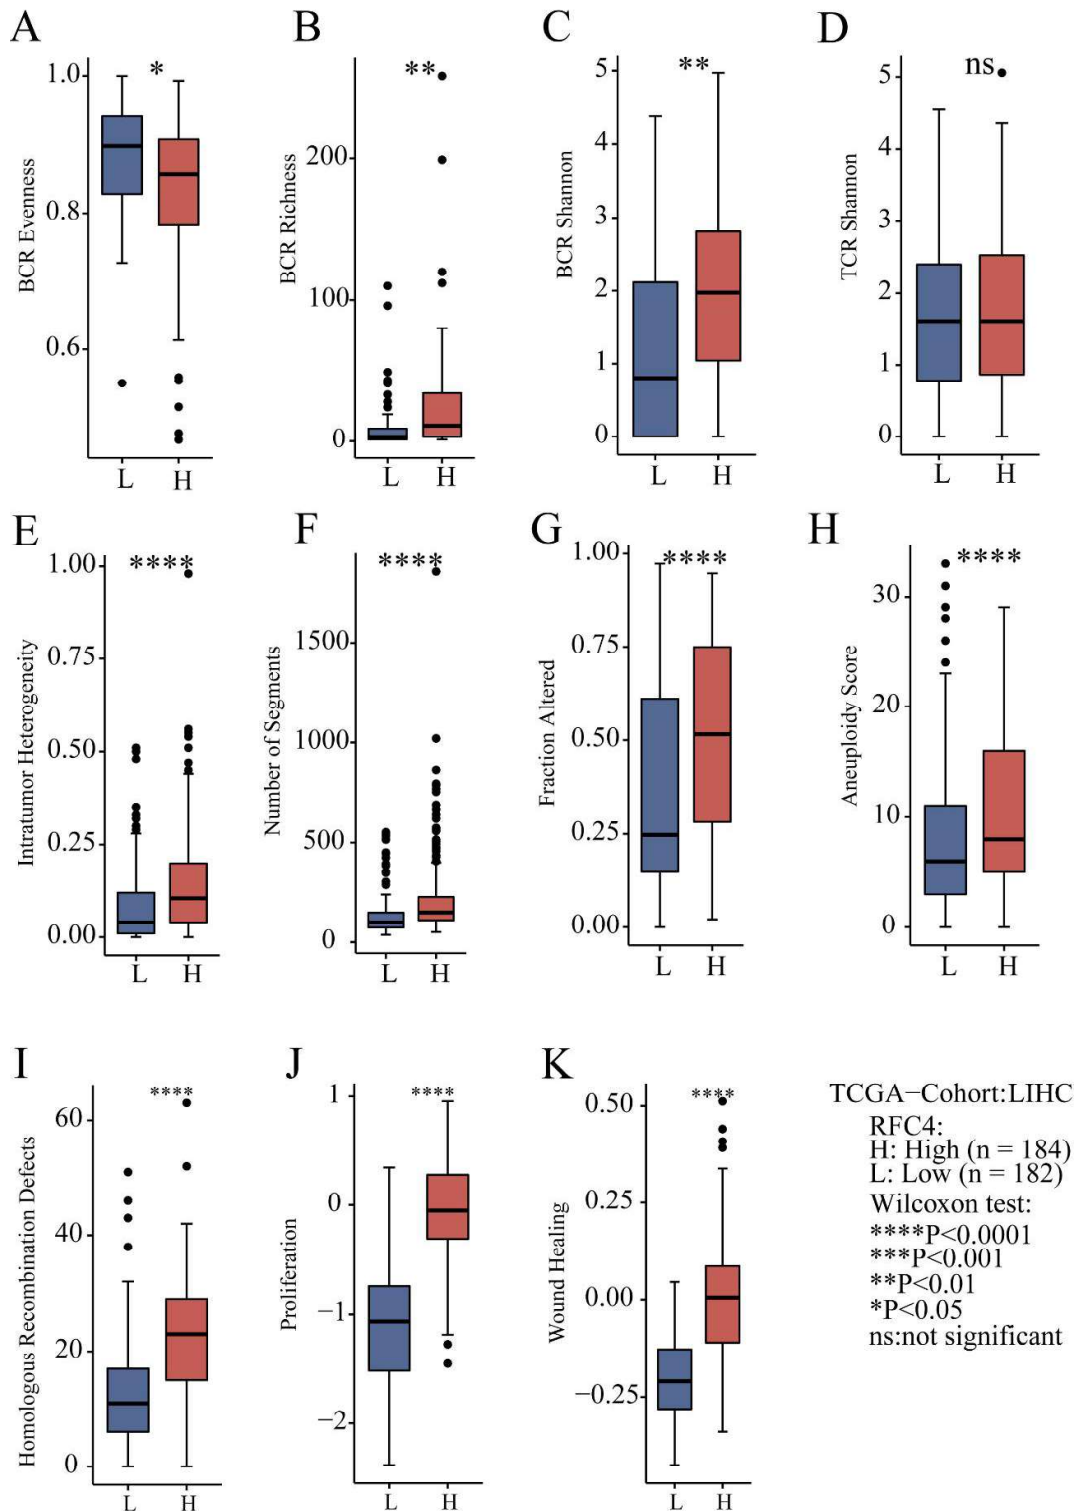 A
BCR Evenness
1.0
0.8
0.6
*
L
H
B
BCR Richness
200
100
0
**
L
H
C
BCR Shannon
5
4
3
2
1
0
**
L
H
D
TCR Shannon
5
4
3
2
1
0
ns
L
H
E
Intratumor Heterogeneity
1.00
0.75
0.50
0.25
0.00
****
L
H
F
Number of Segments
1500
1000
500
0
****
L
H
G
Fraction Altered
1.00
0.75
0.50
0.25
0.00
****
L
H
H
Aneuploidy Score
30
20
10
0
****
L
H
I
Homologous Recombination Defects
60
40
20
0
****
L
H
J
Proliferation
1
0
−1
−2
****
L
H
K
Wound Healing
0.50
0.25
0.00
−0.25
****
L
H
TCGA−Cohort:LIHC
RFC4:
H: High (n = 184)
L: Low (n = 182)
Wilcoxon test:
****P<0.0001
***P<0.001
**P<0.01
*P<0.05
ns:not significant